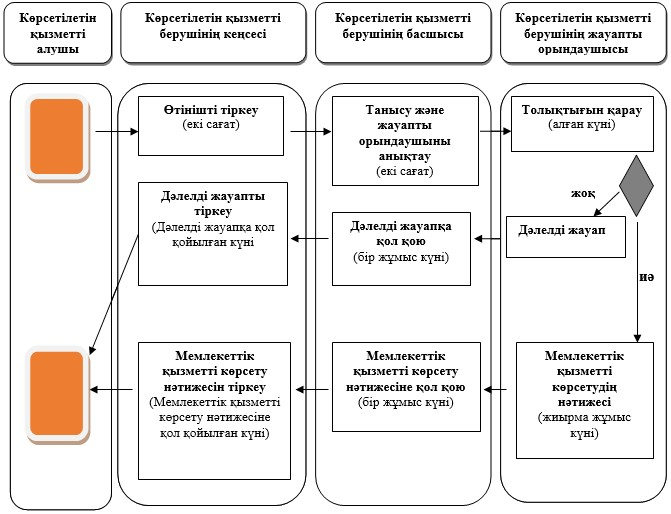 Көрсетілетін
қызметті
алушы
Көрсетілетін қызметті
берушінің кеңсесі
Көрсетілетін қызметті
берушінің басшысы
Көрсетілетін қызметті
берушінің жауапты
орындаушысы
Өтінішті тіркеу
(екі сағат)
Танысу және
жауапты
орындаушыны
анықтау
(екі сағат)
Толықтығын қарау
(алған күні)
жоқ
Дәлелді жауапты
тіркеу
(Дәлелді жауапқа қол
қойылған күні
Дәлелді жауапқа
қол қою
(бір жұмыс күні)
Дәлелді жауап
иә
Мемлекеттік
қызметті көрсету
нәтижесін тіркеу
(Мемлекеттік қызметті
көрсету нәтижесіне
қол қойылған күні)
Мемлекеттік
қызметті көрсету
нәтижесіне қол қою
(бір жұмыс күні)
Мемлекеттік
қызметті
көрсетудің
нәтижесі
(жиырма жұмыс
күні)